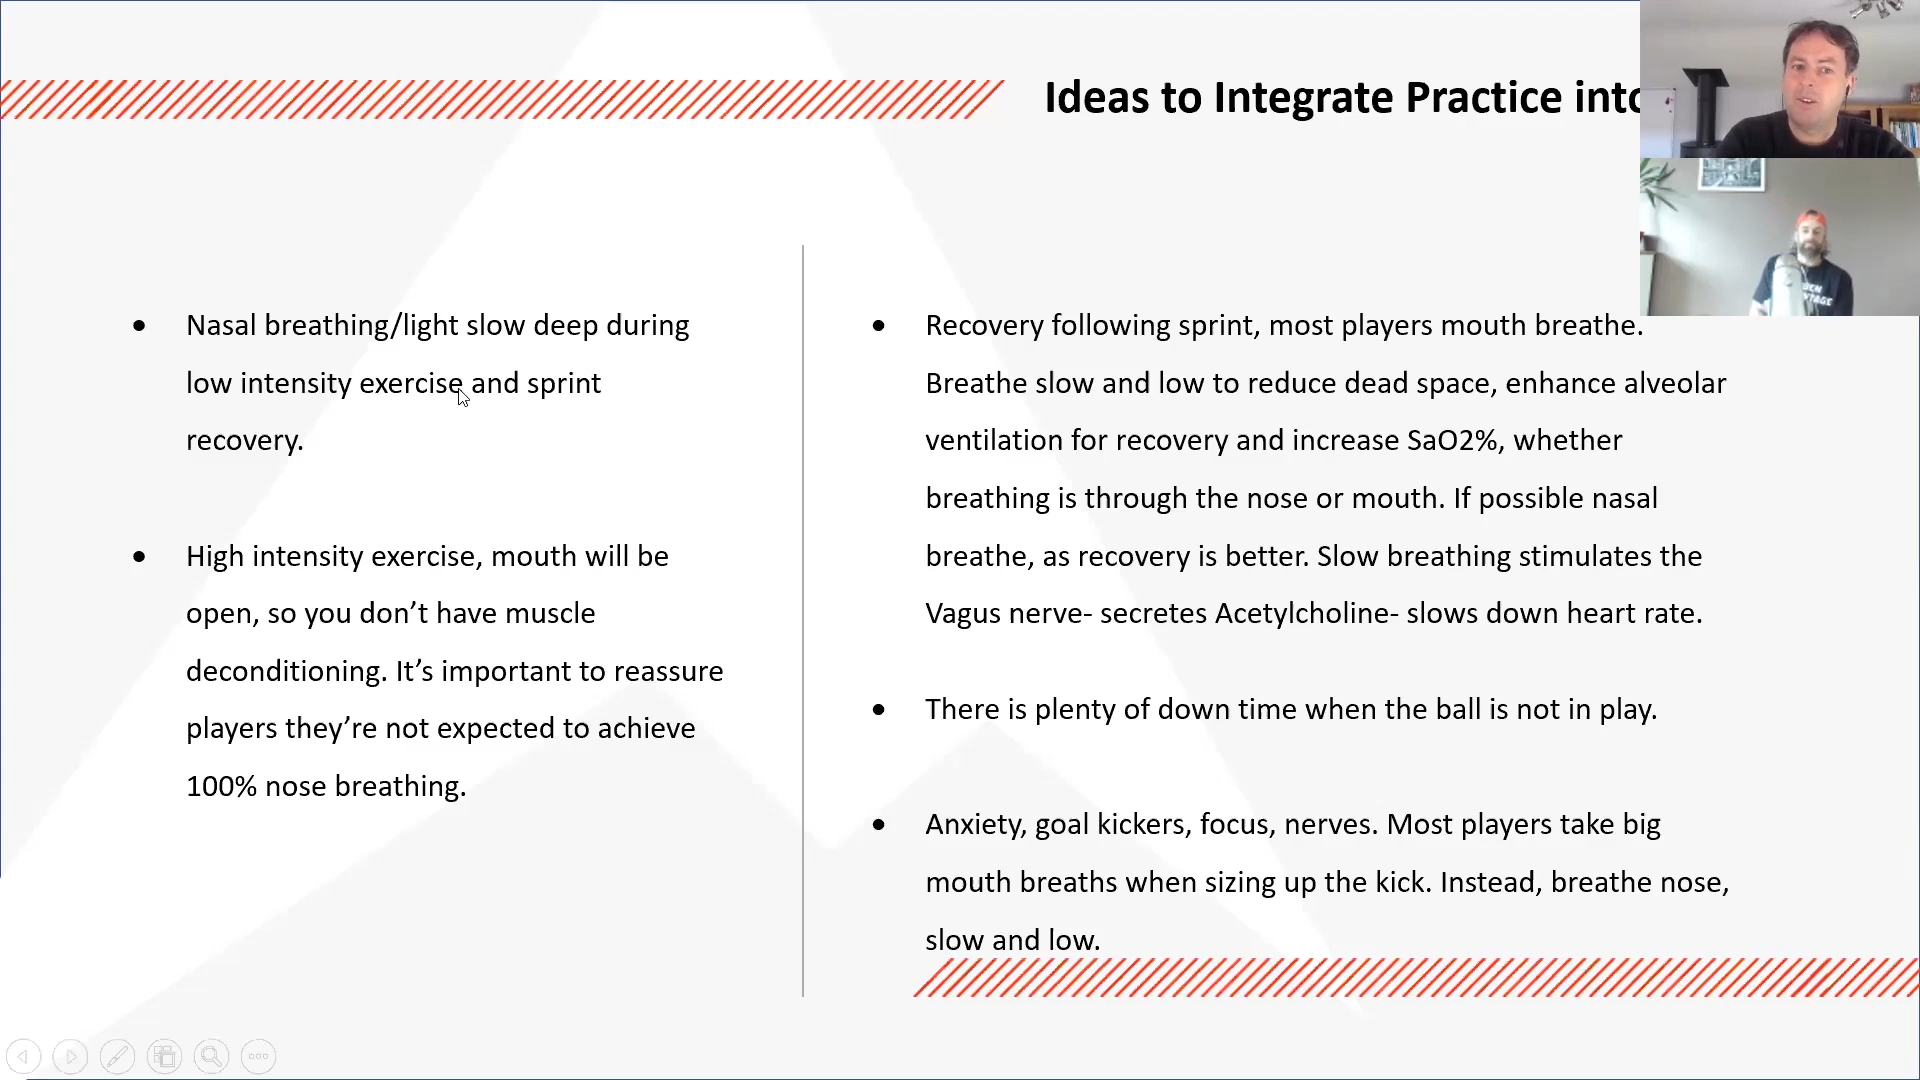 Ideas to Integrate Practice into
Nasal breathing/light slow deep during
low intensity exercise and sprint
recovery.
High intensity exercise, mouth will be
open, so you don’t have muscle
deconditioning. It’s important to reassure
players they’re not expected to achieve
100% nose breathing.
Recovery following sprint, most players mouth breathe.
Breathe slow and low to reduce dead space, enhance alveolar
ventilation for recovery and increase SaO2%, whether
breathing is through the nose or mouth. If possible nasal
breathe, as recovery is better. Slow breathing stimulates the
Vagus nerve- secretes Acetylcholine- slows down heart rate.
There is plenty of down time when the ball is not in play.
Anxiety, goal kickers, focus, nerves. Most players take big
mouth breaths when sizing up the kick. Instead, breathe nose,
slow and low.